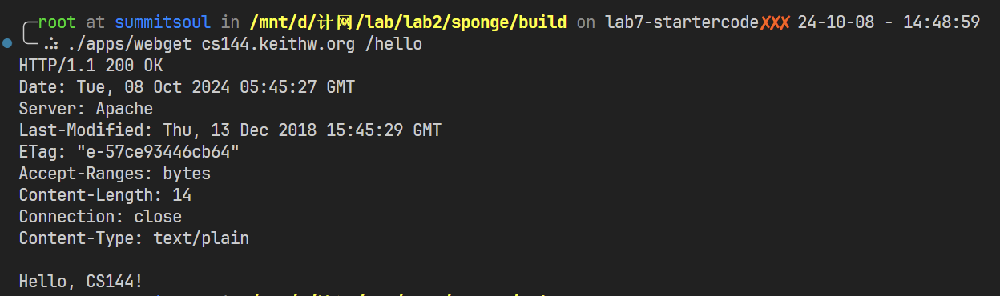 root at summitsoul in /mnt/d/计网/lab/lab2/sponge/build on lab7-startercode✗✗✗ 24-10-08 - 14:48:59
./apps/webget cs144.keithw.org /hello
HTTP/1.1 200 OK
Date: Tue, 08 Oct 2024 05:45:27 GMT
Server: Apache
Last-Modified: Thu, 13 Dec 2018 15:45:29 GMT
ETag: "e-57ce93446cb64"
Accept-Ranges: bytes
Content-Length: 14
Connection: close
Content-Type: text/plain
Hello, CS144!